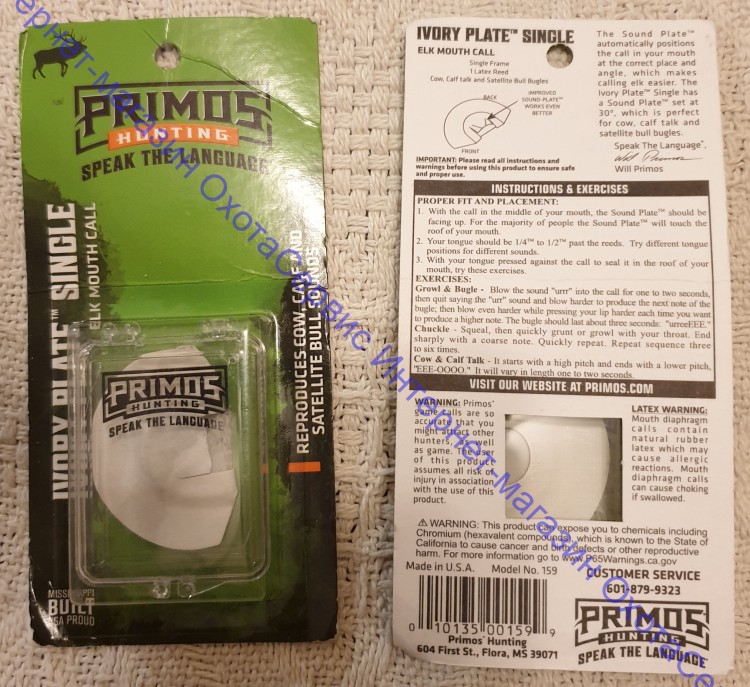 PRIMOS
HUNTING
SPEAK THE LANGUAGE
IVORY PLATE™ SINGLE
ELK MOUTH CALL
REPRODUCES COW, CALF AND
SATELLITE BULL SOUNDS
PRIMOS
HUNTING
SPEAK THE LANGUAGE
MISSISSIPPI
BUILT
USA PROUD
IVORY PLATE™ SINGLE
ELK MOUTH CALL
Single Frame
1 Latex Reed
Cow, Calf talk and Satellite Bull Bugles
BACK
IMPROVED
SOUND-PLATE™
WORKS EVEN
BETTER
FRONT
IMPORTANT: Please read all instructions and
warnings before using this product to ensure safe
and proper use.
The Sound Plate™
automatically positions
the call in your mouth
at the correct place and
angle, which makes
calling elk easier. The
Ivory Plate™ Single has
a Sound Plate™ set at
30°, which is perfect
for cow, calf talk and
satellite bull bugles.
Speak The Language®.
Will Primos
Will Primos
INSTRUCTIONS & EXERCISES
PROPER FIT AND PLACEMENT:
1. With the call in the middle of your mouth, the Sound Plate™ should be
facing up. For the majority of people the Sound Plate™ will touch the
roof of your mouth.
2. Your tongue should be 1/4™ to 1/2™ past the reeds. Try different tongue
positions for different sounds.
3. With your tongue pressed against the call to seal it in the roof of your
mouth, try these exercises.
EXERCISES:
Growl & Bugle - Blow the sound "urrr" into the call for one to two seconds,
then quit saying the "urr" sound and blow harder to produce the next note of the
bugle; then blow even harder while pressing your lip harder each time you want
to produce a higher note. The bugle should last about three seconds: "urreeEEE."
Chuckle - Squeal, then quickly grunt or growl with your throat. End
sharply with a coarse note. Quickly repeat. Repeat sequence three
to six times.
Cow & Calf Talk - It starts with a high pitch and ends with a lower pitch,
"EEE-OOOO." It will vary in length one to two seconds.
VISIT OUR WEBSITE AT PRIMOS.COM
WARNING: Primos'
game calls are so
accurate that you
might attract other
hunters, as well
as game. The user
of this product
assumes all risk of
injury in association
with the use of this
product.
LATEX WARNING:
Mouth diaphragm
calls contain
natural rubber
latex which may
cause allergic
reactions. Mouth
diaphragm calls
can cause choking
if swallowed.
⚠ WARNING: This product can expose you to chemicals including
Chromium (hexavalent compounds), which is known to the State of
California to cause cancer and birth defects or other reproductive
harm. For more information go to www.P65Warnings.ca.gov
Made in U.S.A. Model No. 159
CUSTOMER SERVICE
601-879-9323
0 10135 00159 9
Primos® Hunting
604 First St., Flora, MS 39071
PRIMOS
HUNTING
SPEAK THE LANGUAGE
Интернет-магазин ОхотаСервис Интернет-магазин